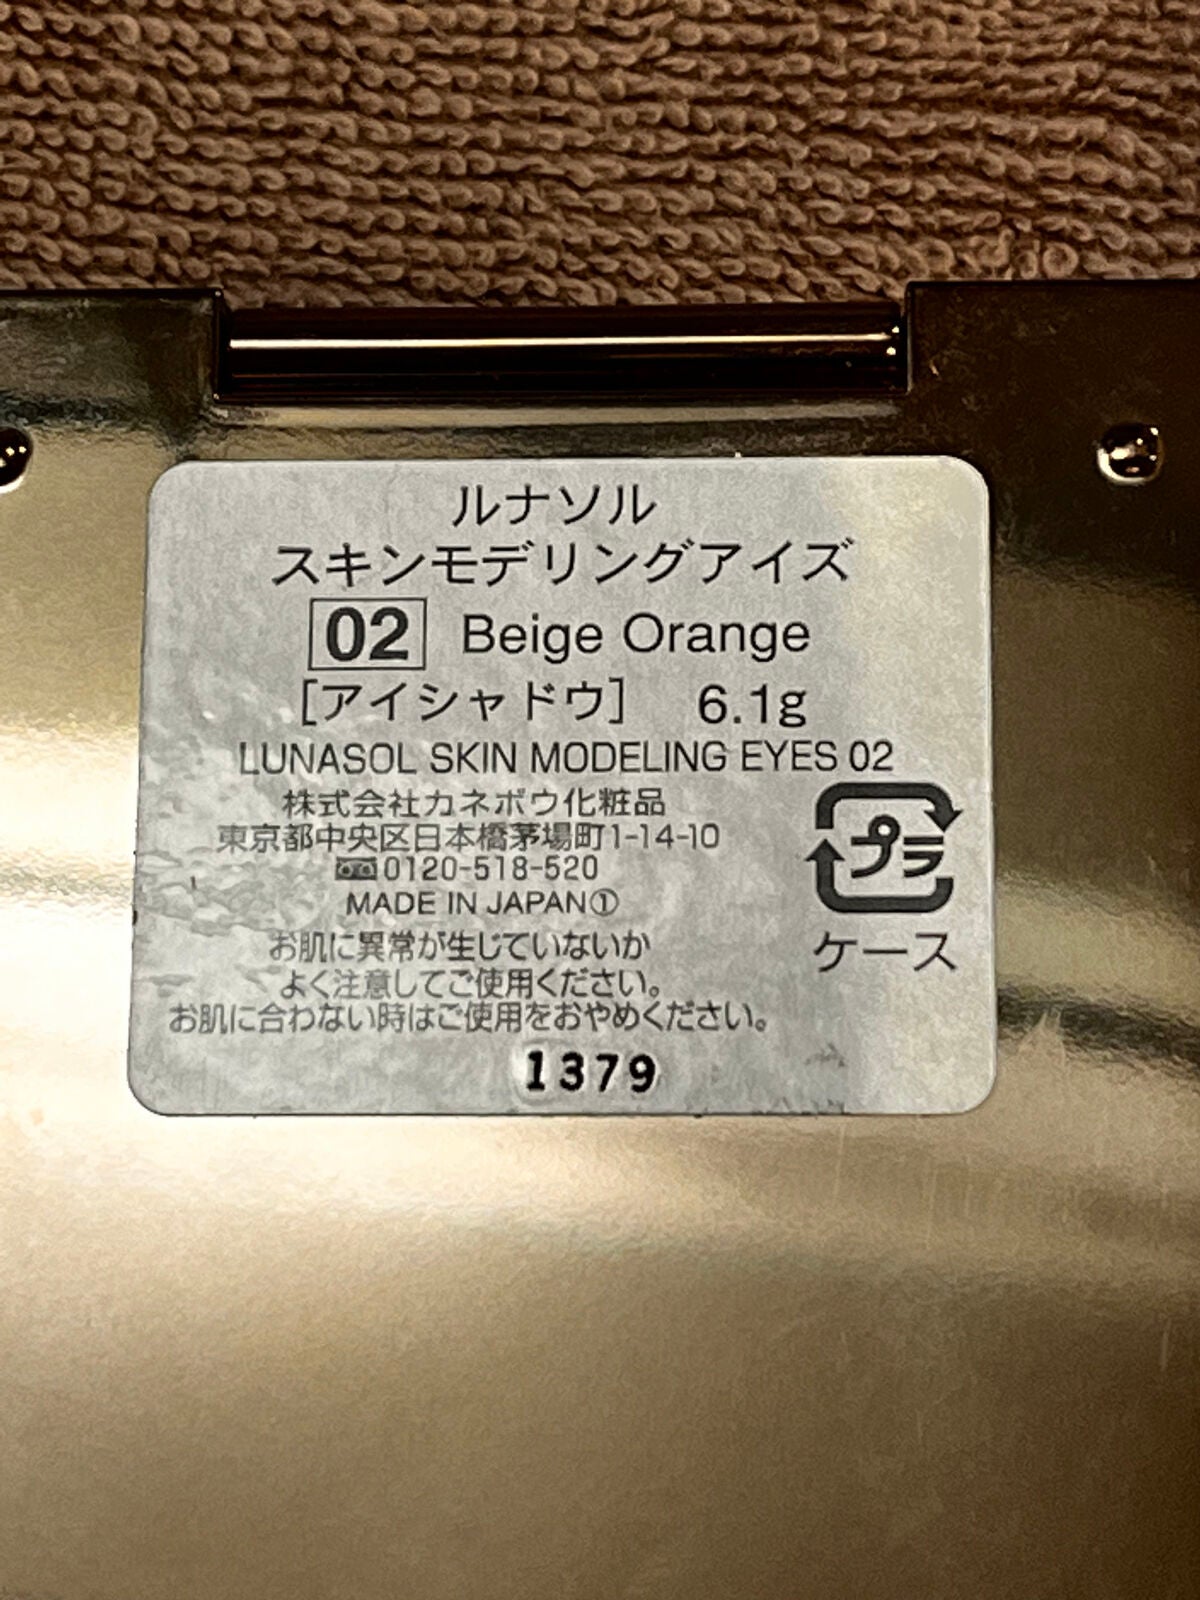 ルナソル
スキンモデリングアイズ
02 Beige Orange
[アイシャドウ] 6.1g
LUNASOL SKIN MODELING EYES 02
株式会社カネボウ化粧品
東京都中央区日本橋茅場町1-14-10
0120-518-520
MADE IN JAPAN①
プラ
ケース
お肌に異常が生じていないか
よく注意してご使用ください。
お肌に合わない時はご使用をおやめください。
1379